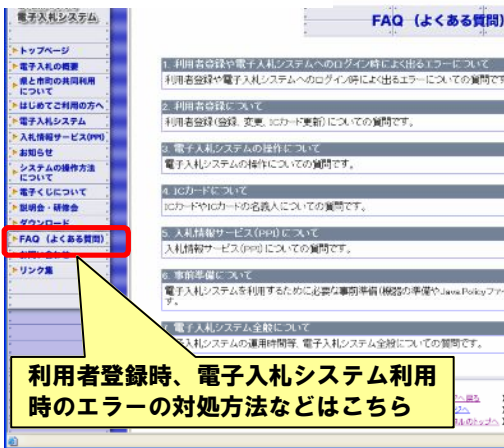 電子入札システム
トップページ
電子入札の概要
県と市町の共同利用
について
はじめてご利用の方へ
電子入札システム
入札情報サービス(PPI)
お知らせ
システムの操作方法
について
電子くじについて
説明会・研修会
ダウンロード
FAQ（よくある質問）
リンク集
FAQ（よくある質問）
1. 利用者登録や電子入札システムへのログイン時によく出るエラーについて
利用者登録や電子入札システムへのログイン時によく出るエラーについての質問です
2. 利用者登録について
利用者登録(登録、変更、ICカード更新)についての質問です。
3. 電子入札システムの操作について
電子入札システムの操作についての質問です。
4. ICカードについて
ICカードやICカードの名義人についての質問です。
5. 入札情報サービス(PPI)について
入札情報サービス(PPI)についての質問です。
6. 事前準備について
電子入札システムを利用するために必要な事前準備(機器の準備やJava Policyファ
す。
電子入札システム全般について
子入札システムの運用時間等、電子入札システム全般についての質問です。
利用者登録時、電子入札システム利用
時のエラーの対処方法などはこちら